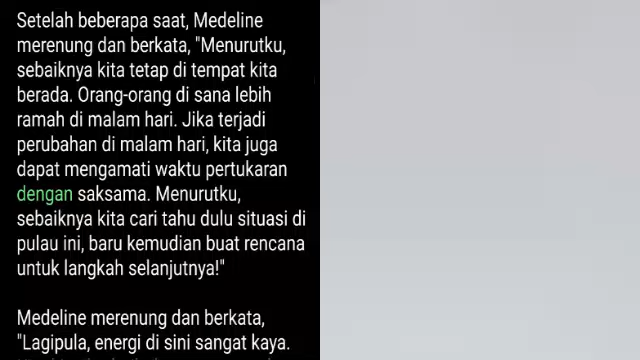 Setelah beberapa saat, Medeline
merenung dan berkata, "Menurutku,
sebaiknya kita tetap di tempat kita
berada. Orang-orang di sana lebih
ramah di malam hari. Jika terjadi
perubahan di malam hari, kita juga
dapat mengamati waktu pertukaran
dengan saksama. Menurutku,
sebaiknya kita cari tahu dulu situasi di
pulau ini, baru kemudian buat rencana
untuk langkah selanjutnya!"
Medeline merenung dan berkata,
"Lagipula, energi di sini sangat kaya.